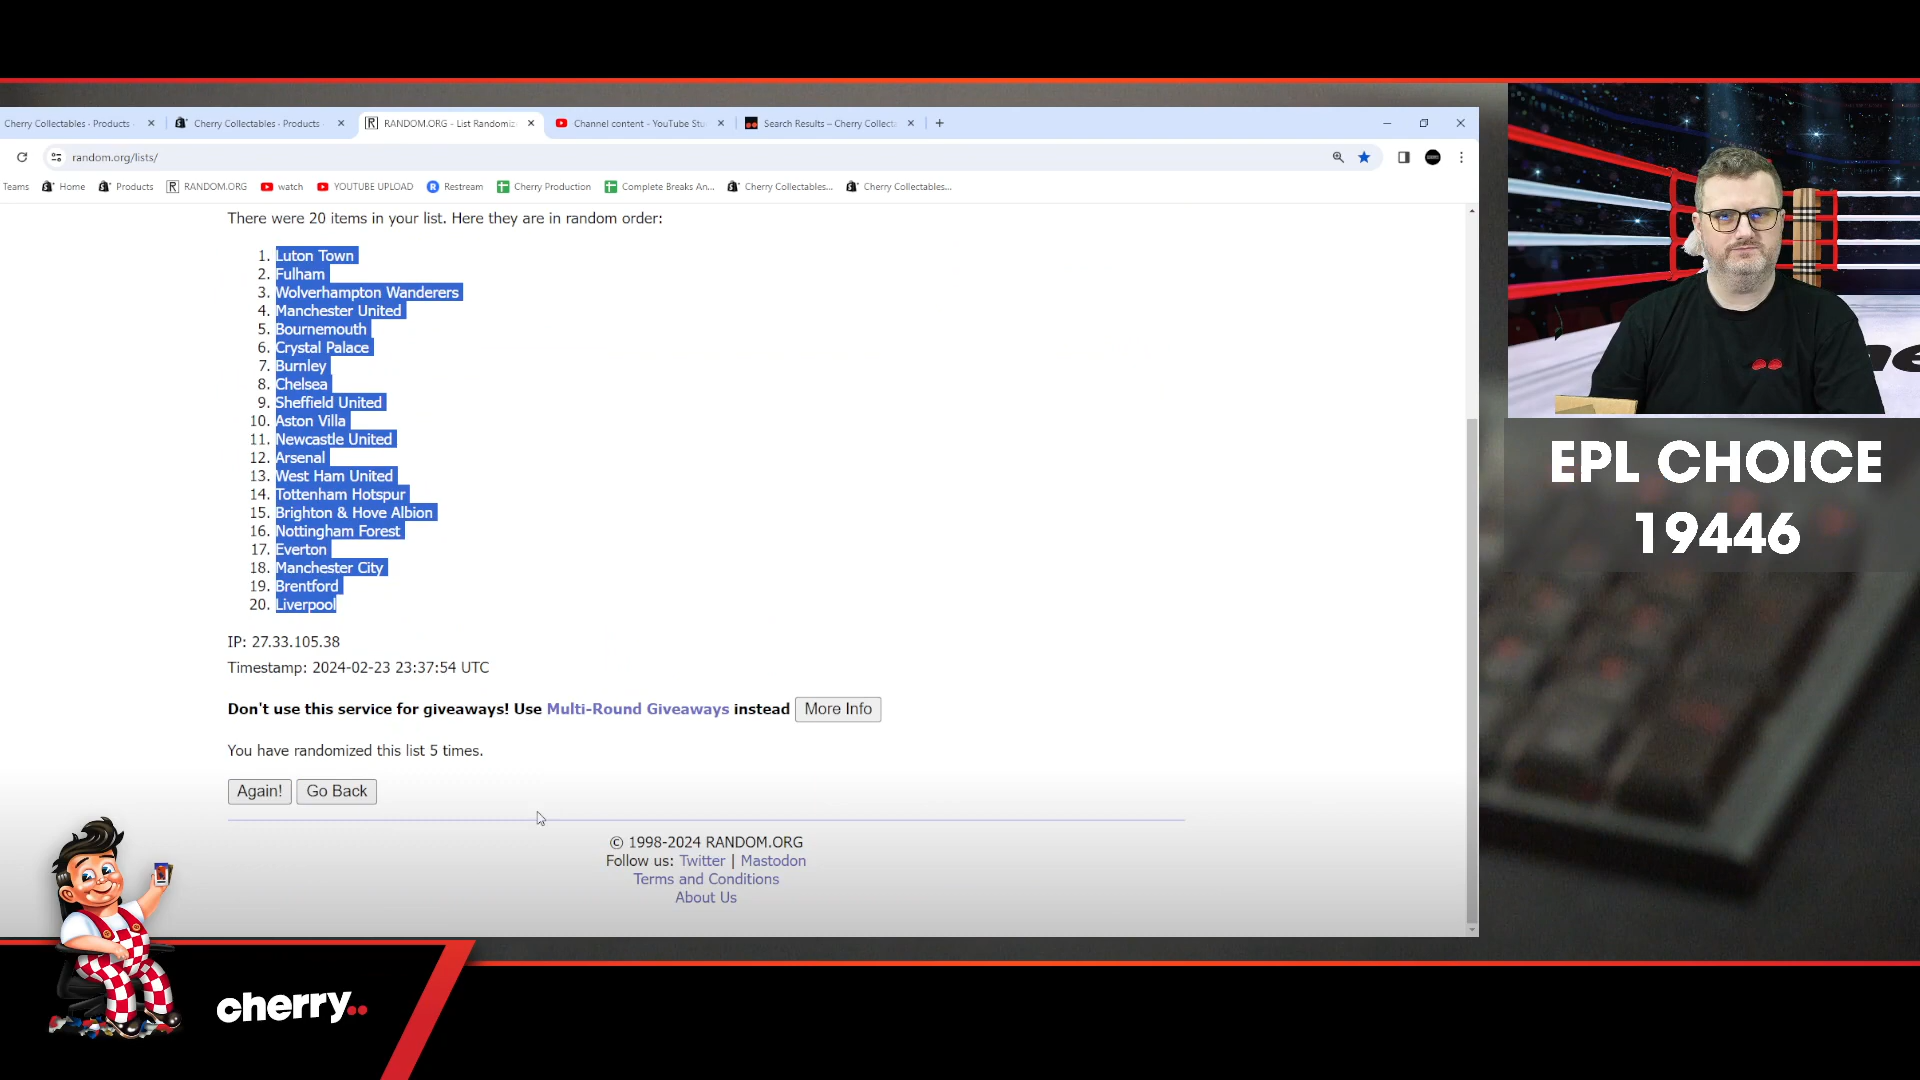 Cherry Collectables - Products
Cherry Collectables - Products
RANDOM.ORG - List Randomiz
Channel content - YouTube Stu
Search Results – Cherry Collecta
random.org/lists/
Teams
Home
Products
RANDOM.ORG
watch
YOUTUBE UPLOAD
Restream
Cherry Production
Complete Breaks An...
Cherry Collectables...
Cherry Collectables...
There were 20 items in your list. Here they are in random order:
1. Luton Town
2. Fulham
3. Wolverhampton Wanderers
4. Manchester United
5. Bournemouth
6. Crystal Palace
7. Burnley
8. Chelsea
9. Sheffield United
10. Aston Villa
11. Newcastle United
12. Arsenal
13. West Ham United
14. Tottenham Hotspur
15. Brighton & Hove Albion
16. Nottingham Forest
17. Everton
18. Manchester City
19. Brentford
20. Liverpool
IP: 27.33.105.38
Timestamp: 2024-02-23 23:37:54 UTC
Don't use this service for giveaways! Use Multi-Round Giveaways instead More Info
You have randomized this list 5 times.
Again! Go Back
© 1998-2024 RANDOM.ORG
Follow us: Twitter | Mastodon
Terms and Conditions
About Us
EPL CHOICE
19446
cherry..